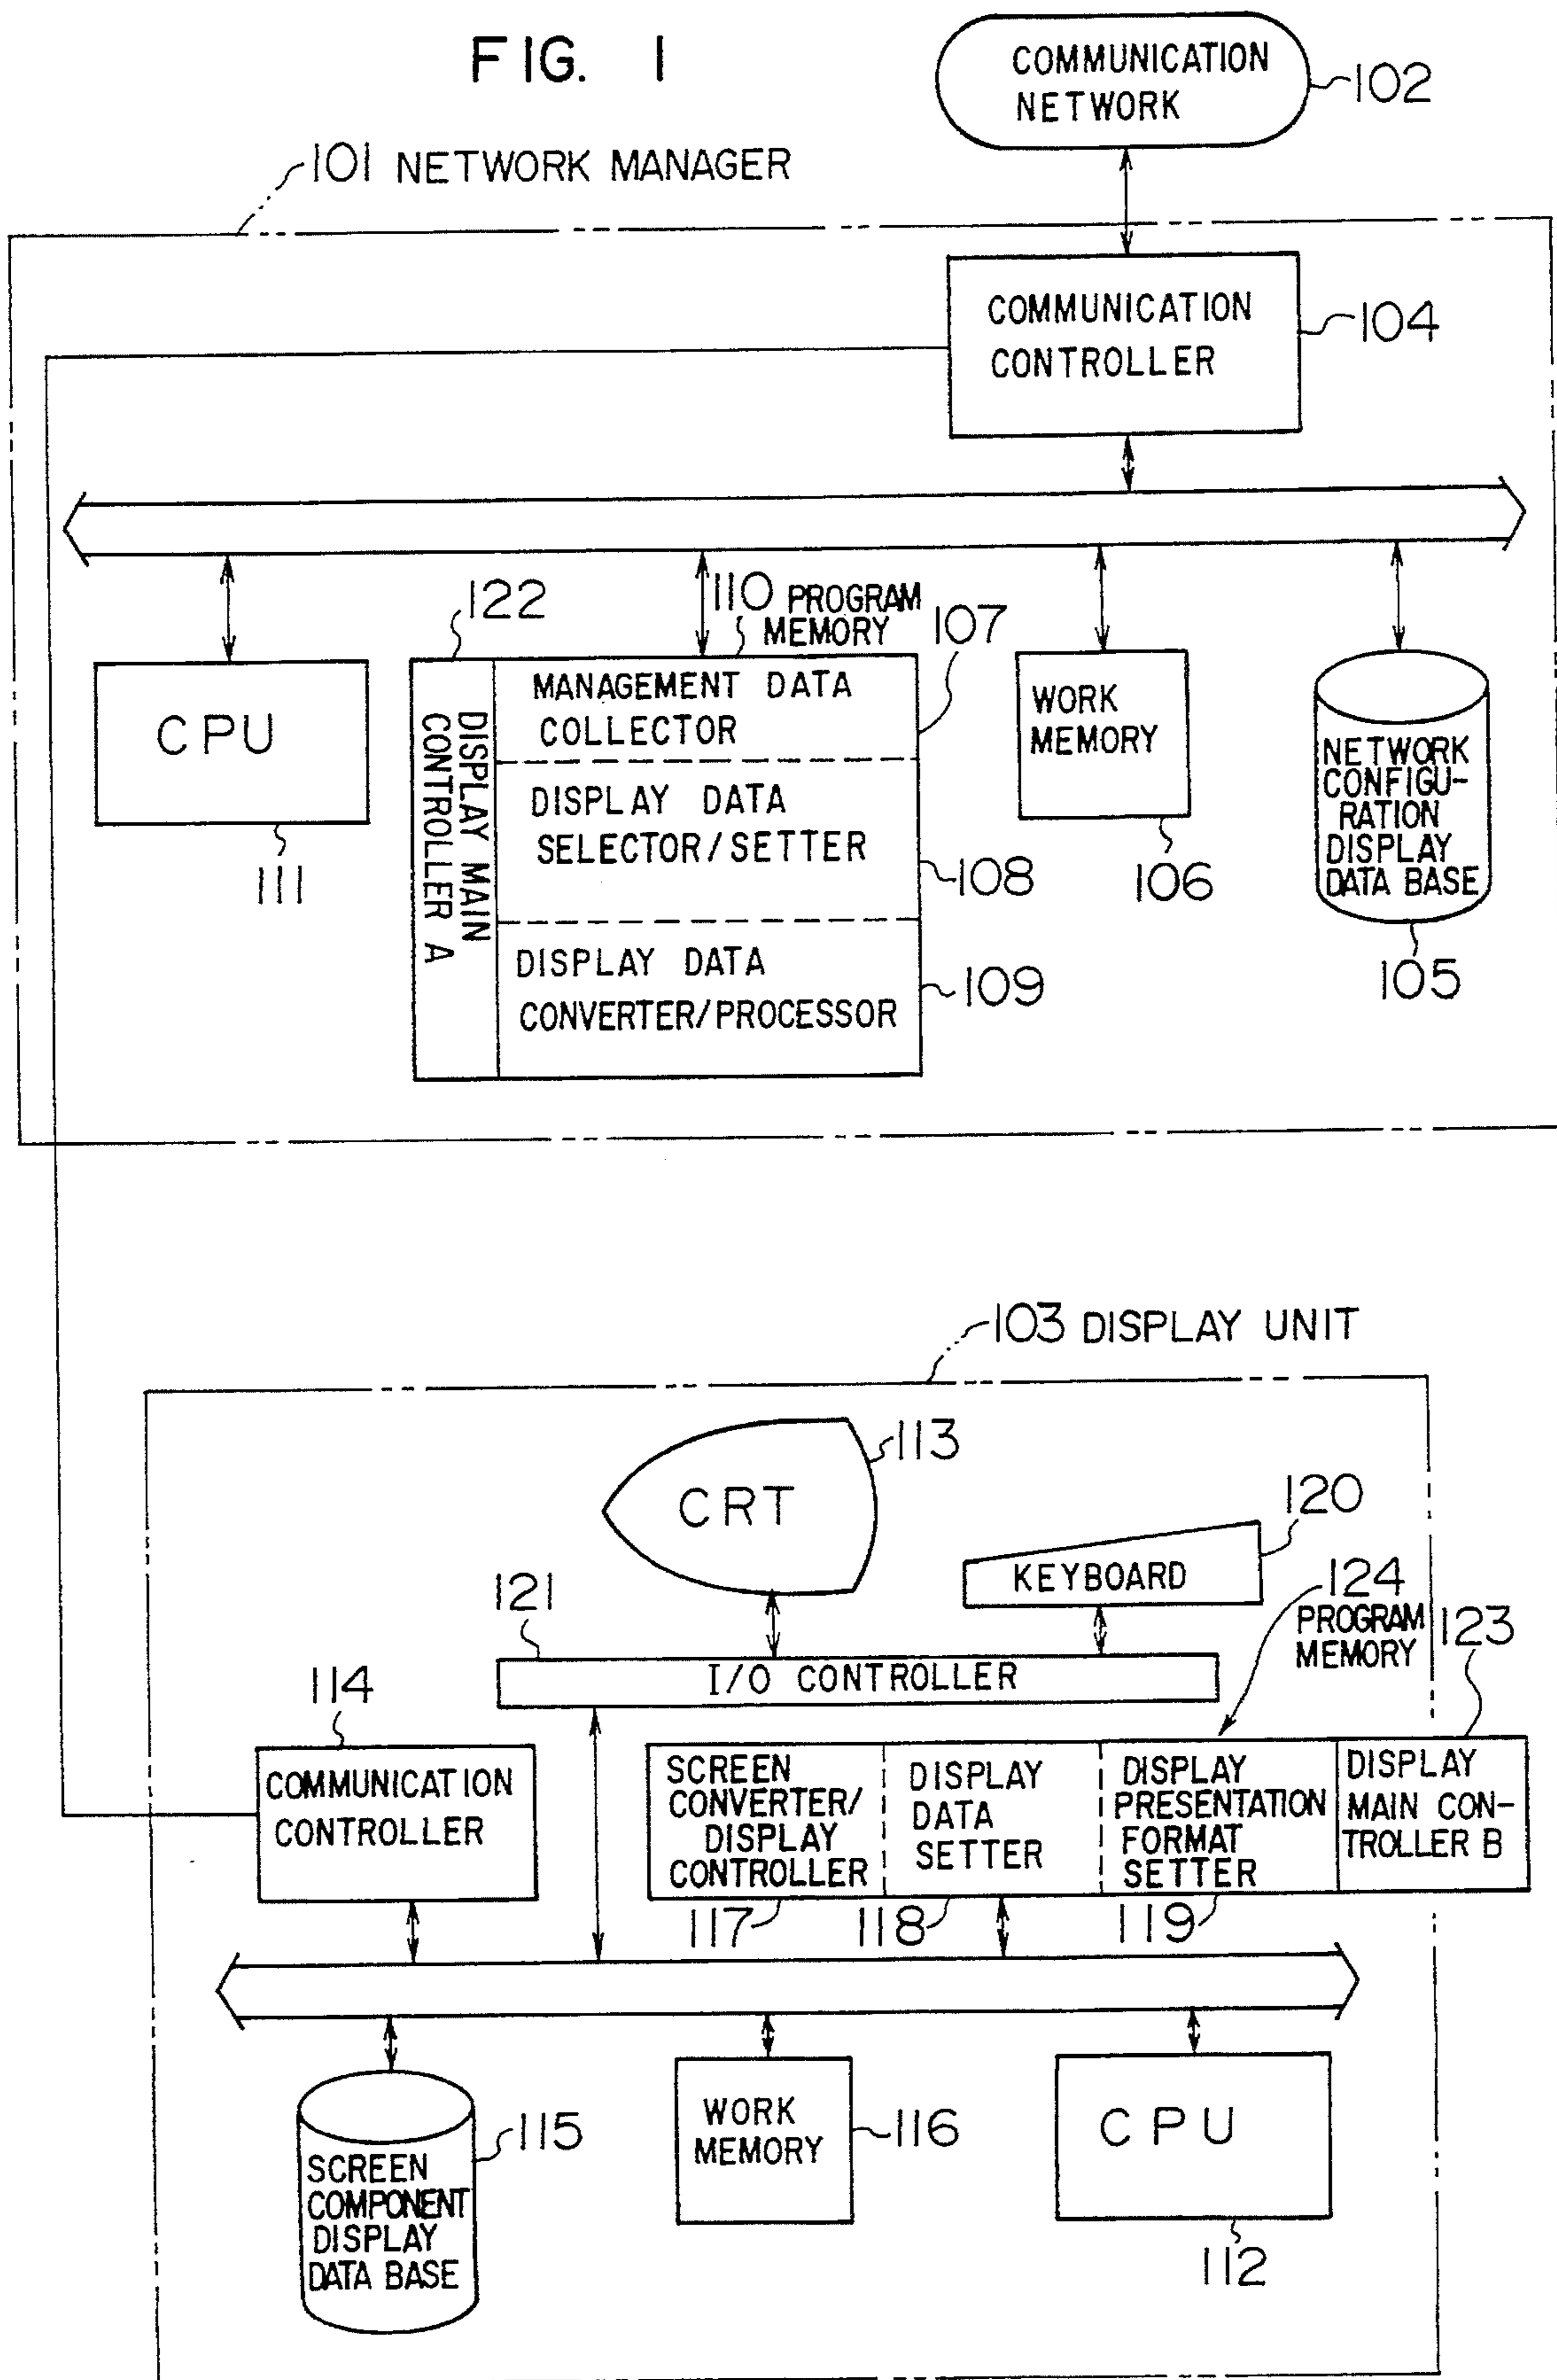 FIG. 1
COMMUNICATION
NETWORK
102
101 NETWORK MANAGER
COMMUNICATION
CONTROLLER
104
122
110 PROGRAM
MEMORY
107
CPU
111
DISPLAY MAIN
CONTROLLER A
MANAGEMENT DATA
COLLECTOR
DISPLAY DATA
SELECTOR/SETTER
108
DISPLAY DATA
CONVERTER/PROCESSOR
109
WORK
MEMORY
106
NETWORK
CONFIGU-
RATION
DISPLAY
DATA BASE
105
103 DISPLAY UNIT
CRT
113
KEYBOARD
120
121
I/O CONTROLLER
124
PROGRAM
MEMORY
123
114
COMMUNICATION
CONTROLLER
SCREEN
CONVERTER/
DISPLAY
CONTROLLER
117
DISPLAY
DATA
SETTER
118
DISPLAY
PRESENTATION
FORMAT
SETTER
119
DISPLAY
MAIN CON-
TROLLER B
SCREEN
COMPONENT
DISPLAY
DATA BASE
115
WORK
MEMORY
116
CPU
112